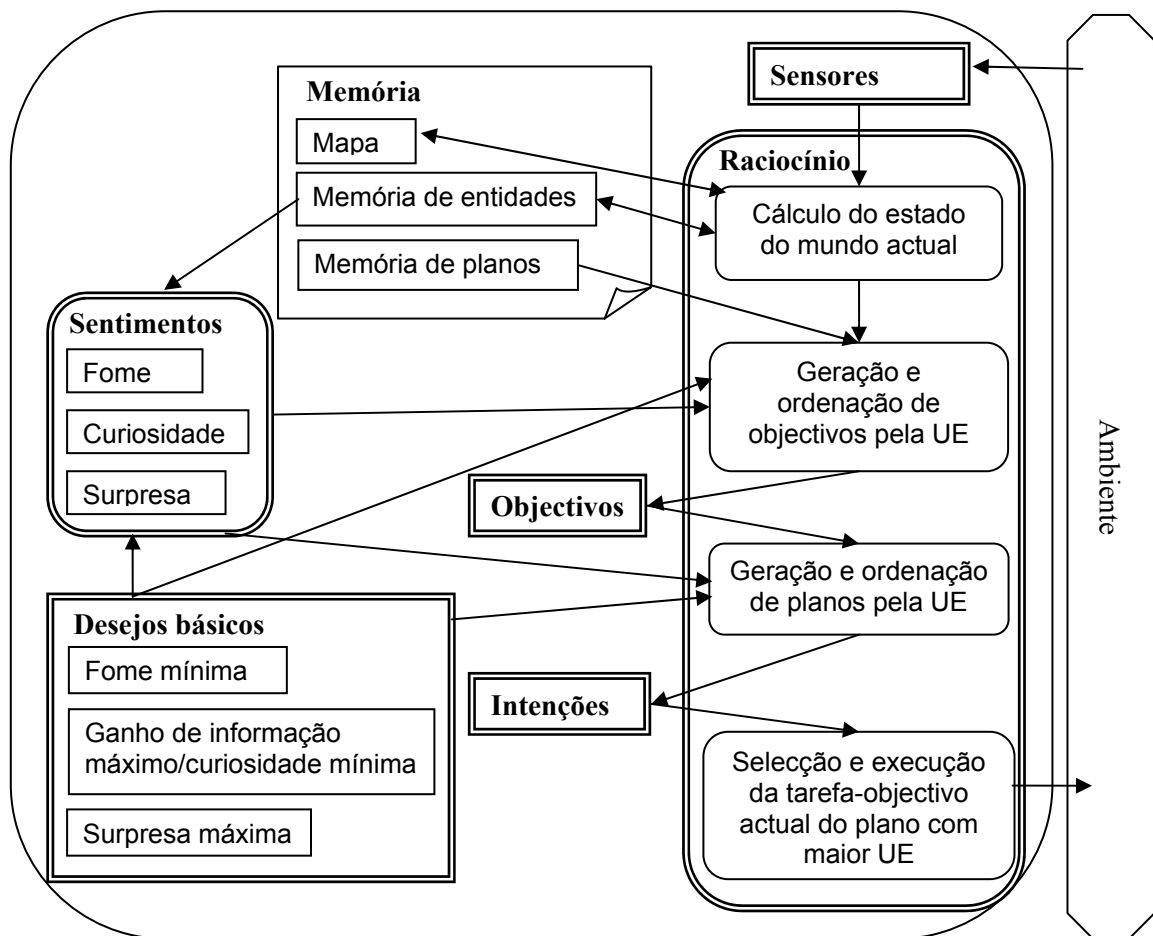 Sensores
Memória
Mapa
Memória de entidades
Memória de planos
Raciocínio
Cálculo do estado
do mundo actual
Sentimentos
Fome
Curiosidade
Surpresa
Geração e
ordenação de
objectivos pela UE
Objectivos
Geração e ordenação
de planos pela UE
Desejos básicos
Fome mínima
Ganho de informação
máximo/curiosidade mínima
Surpresa máxima
Intenções
Selecção e execução
da tarefa-objectivo
actual do plano com
maior UE
Ambiente